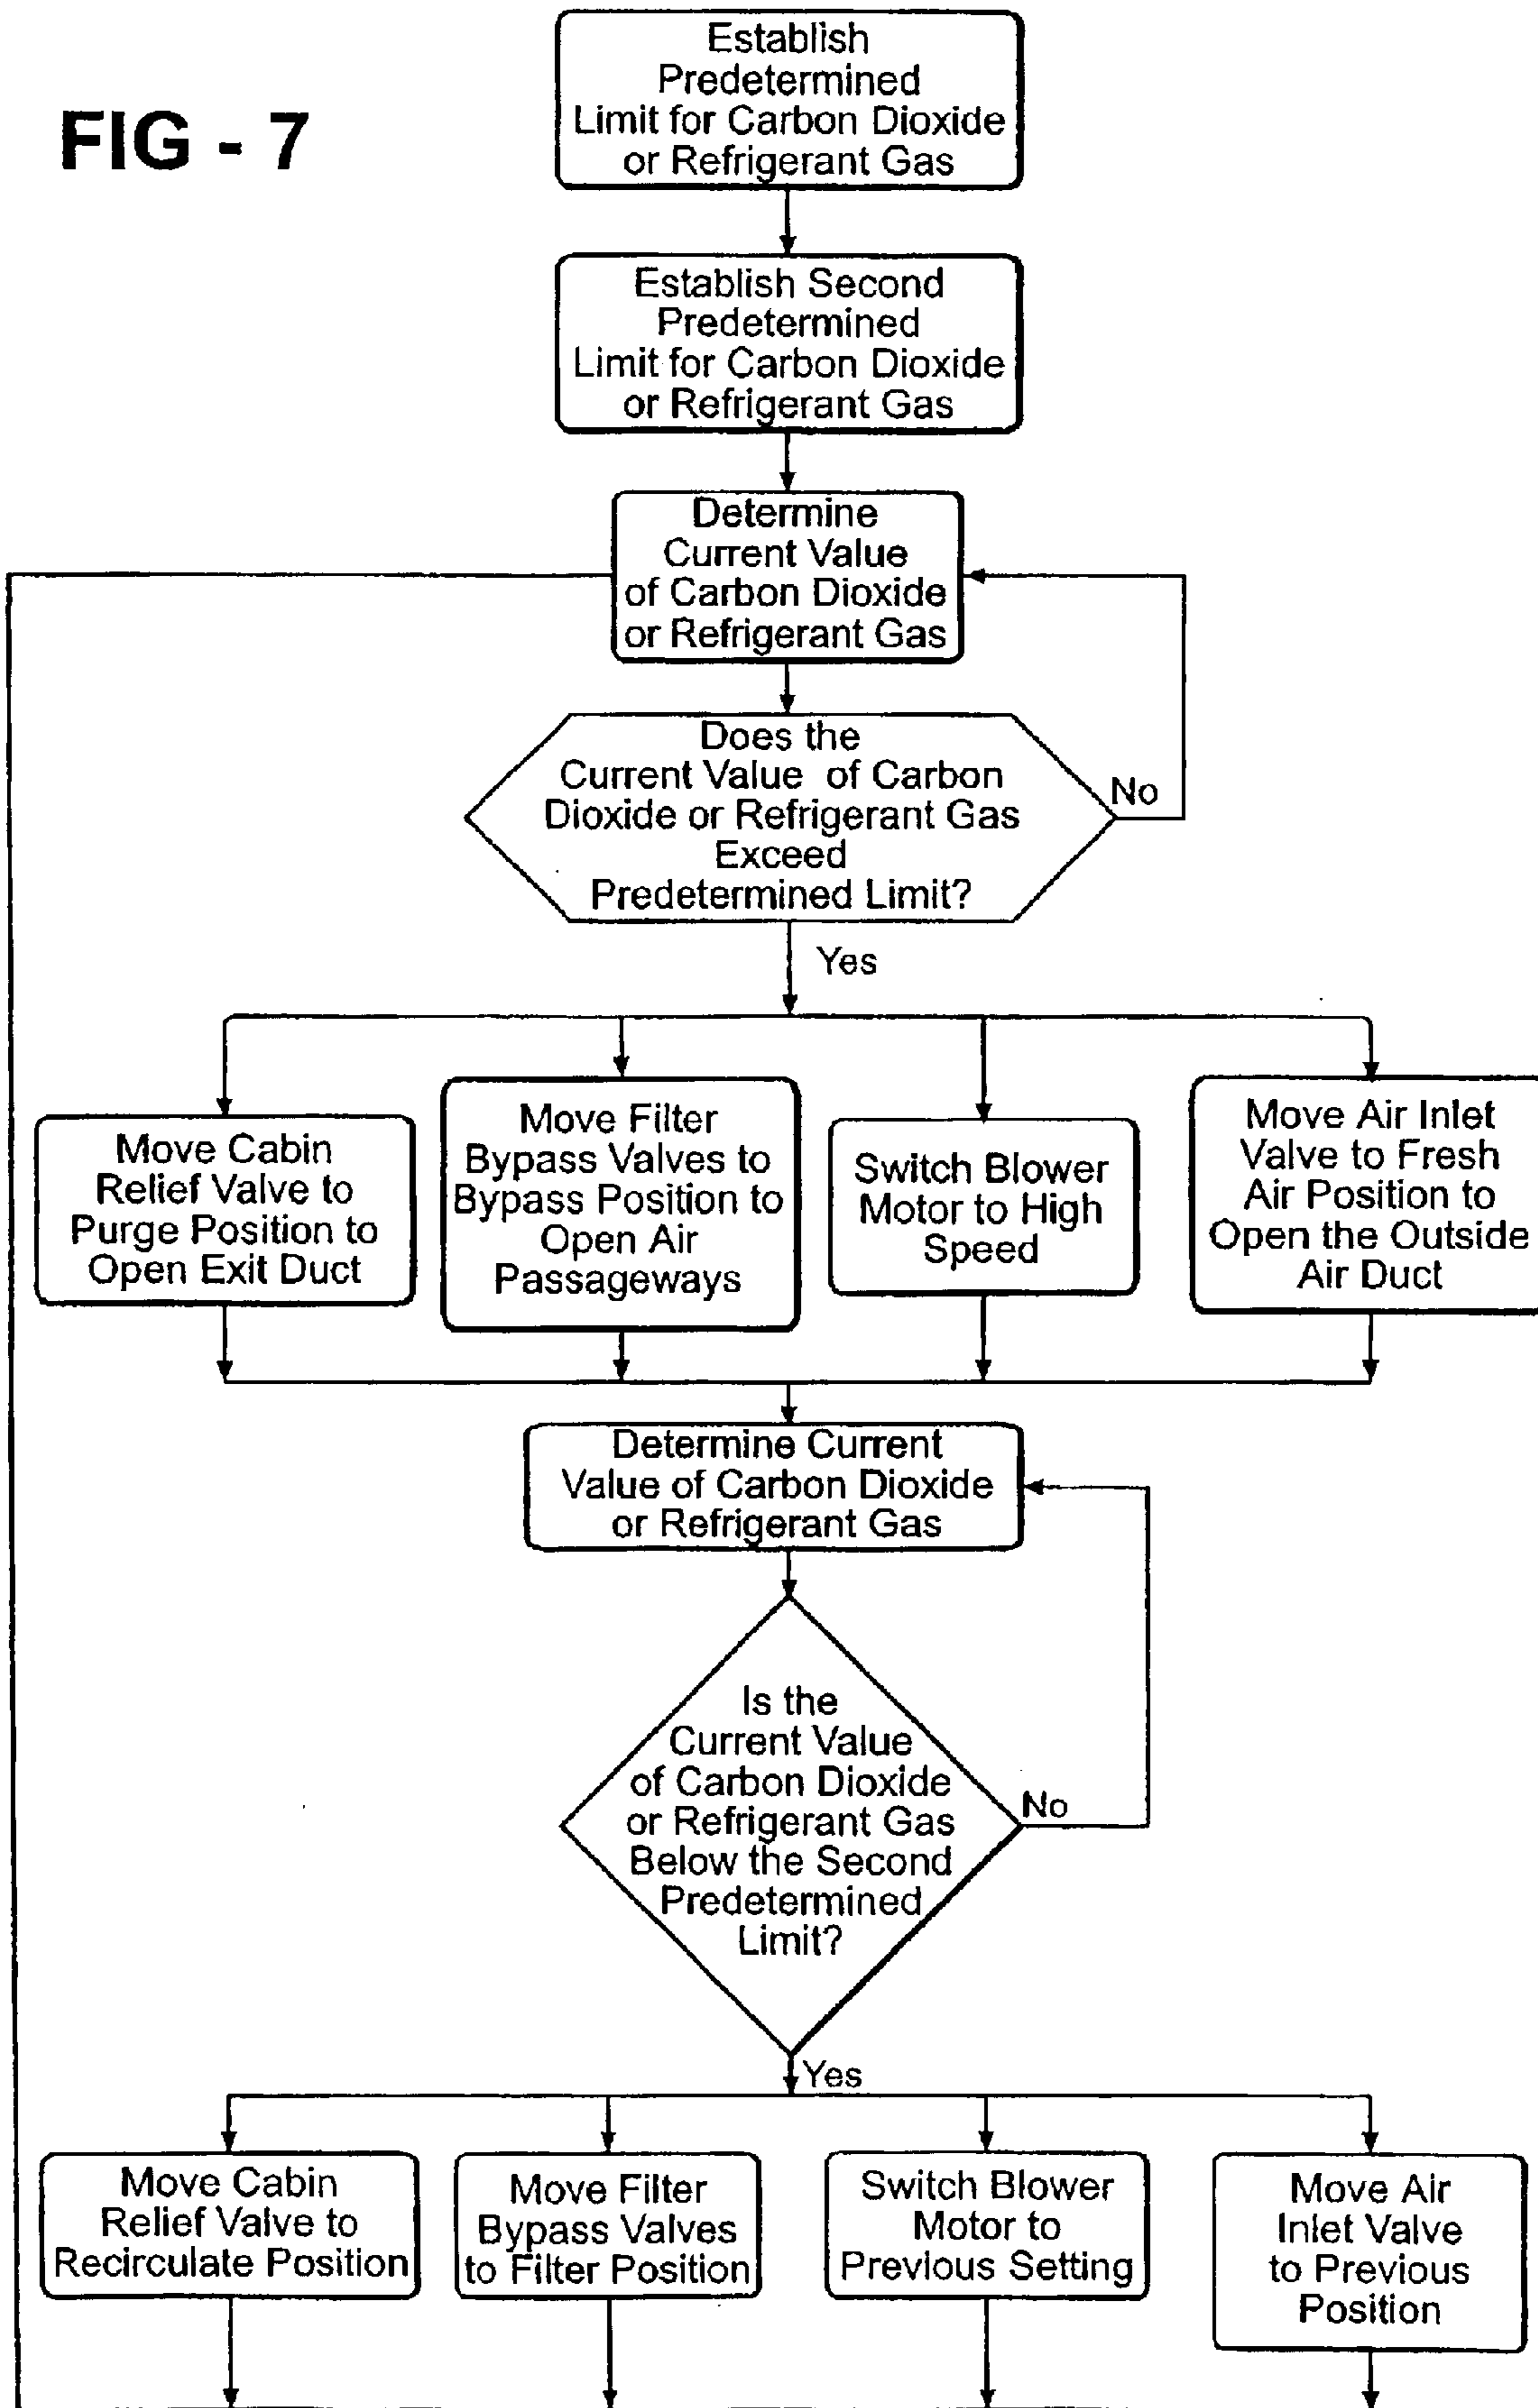 FIG - 7
Establish
Predetermined
Limit for Carbon Dioxide
or Refrigerant Gas
Establish Second
Predetermined
Limit for Carbon Dioxide
or Refrigerant Gas
Determine
Current Value
of Carbon Dioxide
or Refrigerant Gas
Does the
Current Value of Carbon
Dioxide or Refrigerant Gas
Exceed
Predetermined Limit?
No
Yes
Move Cabin
Relief Valve to
Purge Position to
Open Exit Duct
Move Filter
Bypass Valves to
Bypass Position to
Open Air
Passageways
Switch Blower
Motor to High
Speed
Move Air Inlet
Valve to Fresh
Air Position to
Open the Outside
Air Duct
Determine Current
Value of Carbon Dioxide
or Refrigerant Gas
Is the
Current Value
of Carbon Dioxide
or Refrigerant Gas
Below the Second
Predetermined
Limit?
No
Yes
Move Cabin
Relief Valve to
Recirculate Position
Move Filter
Bypass Valves
to Filter Position
Switch Blower
Motor to
Previous Setting
Move Air
Inlet Valve
to Previous
Position